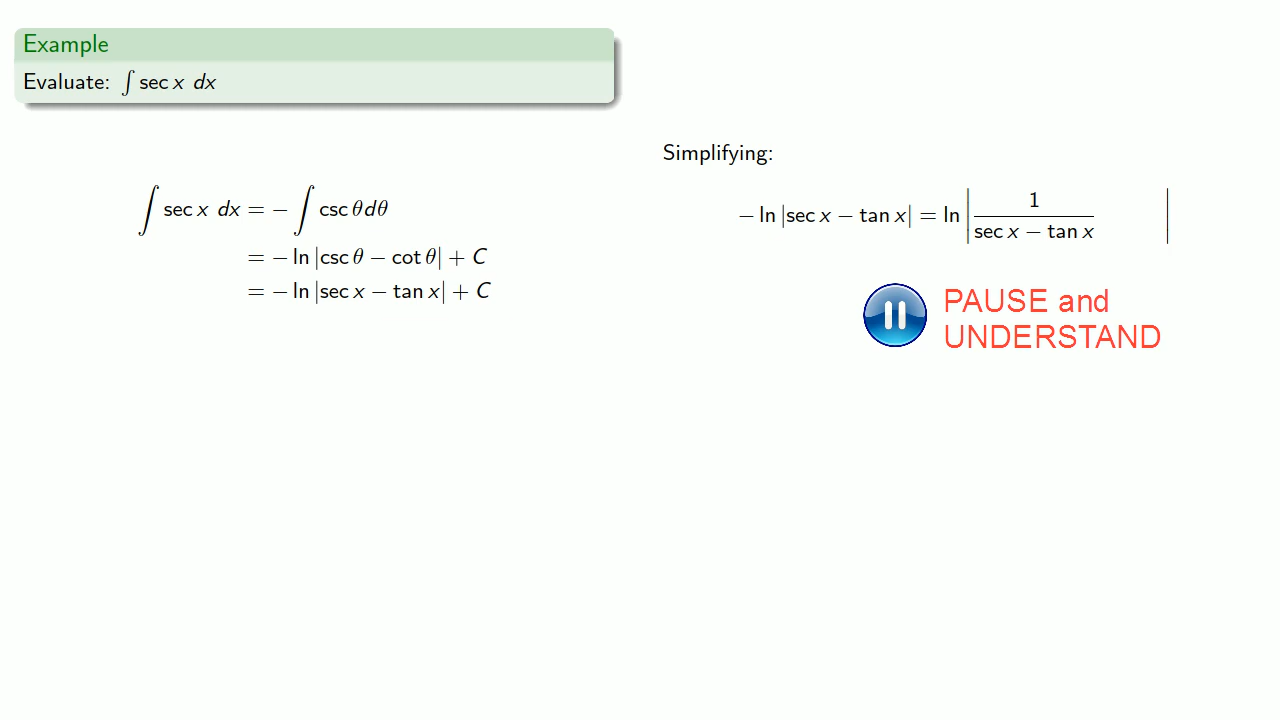 Example
Evaluate: ∫ sec x dx
∫ sec x dx = − ∫ csc θdθ
= − ln |csc θ − cot θ| + C
= − ln |sec x − tan x| + C
Simplifying:
− ln |sec x − tan x| = ln | 1 / (sec x − tan x) |
PAUSE and
UNDERSTAND